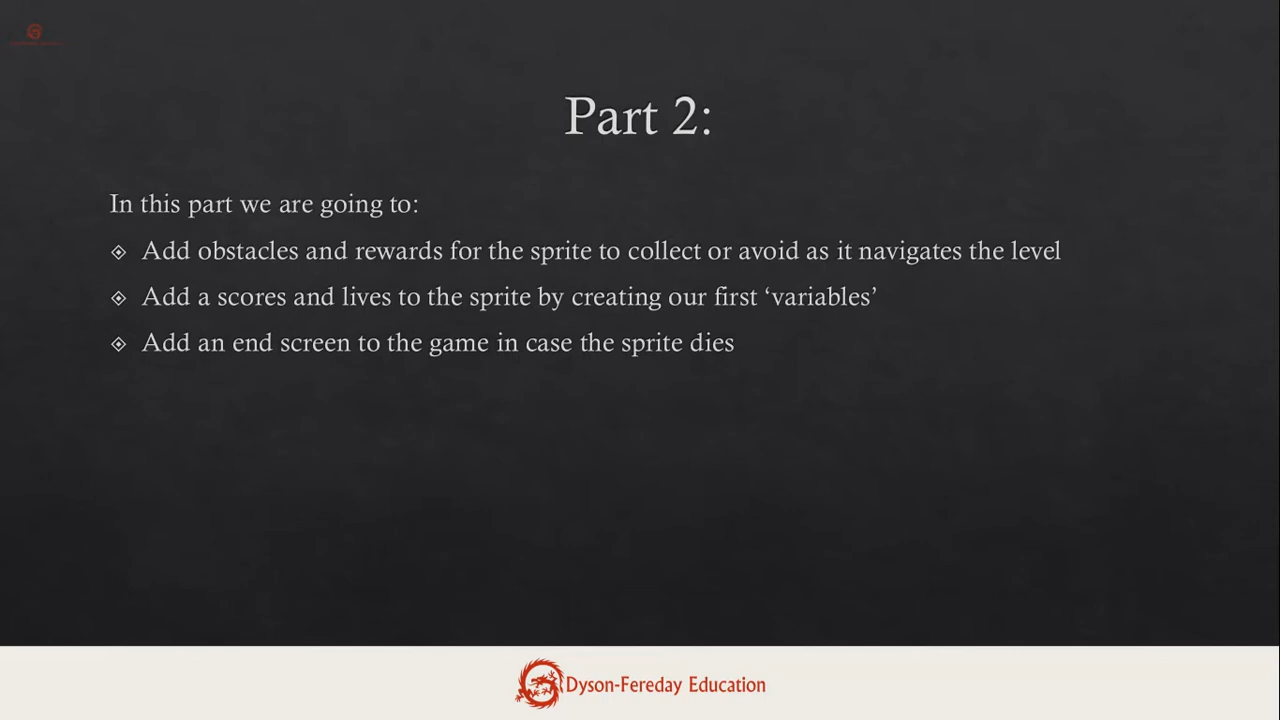 Part 2:
In this part we are going to:
Add obstacles and rewards for the sprite to collect or avoid as it navigates the level
Add a scores and lives to the sprite by creating our first ‘variables’
Add an end screen to the game in case the sprite dies
Dyson-Fereday Education